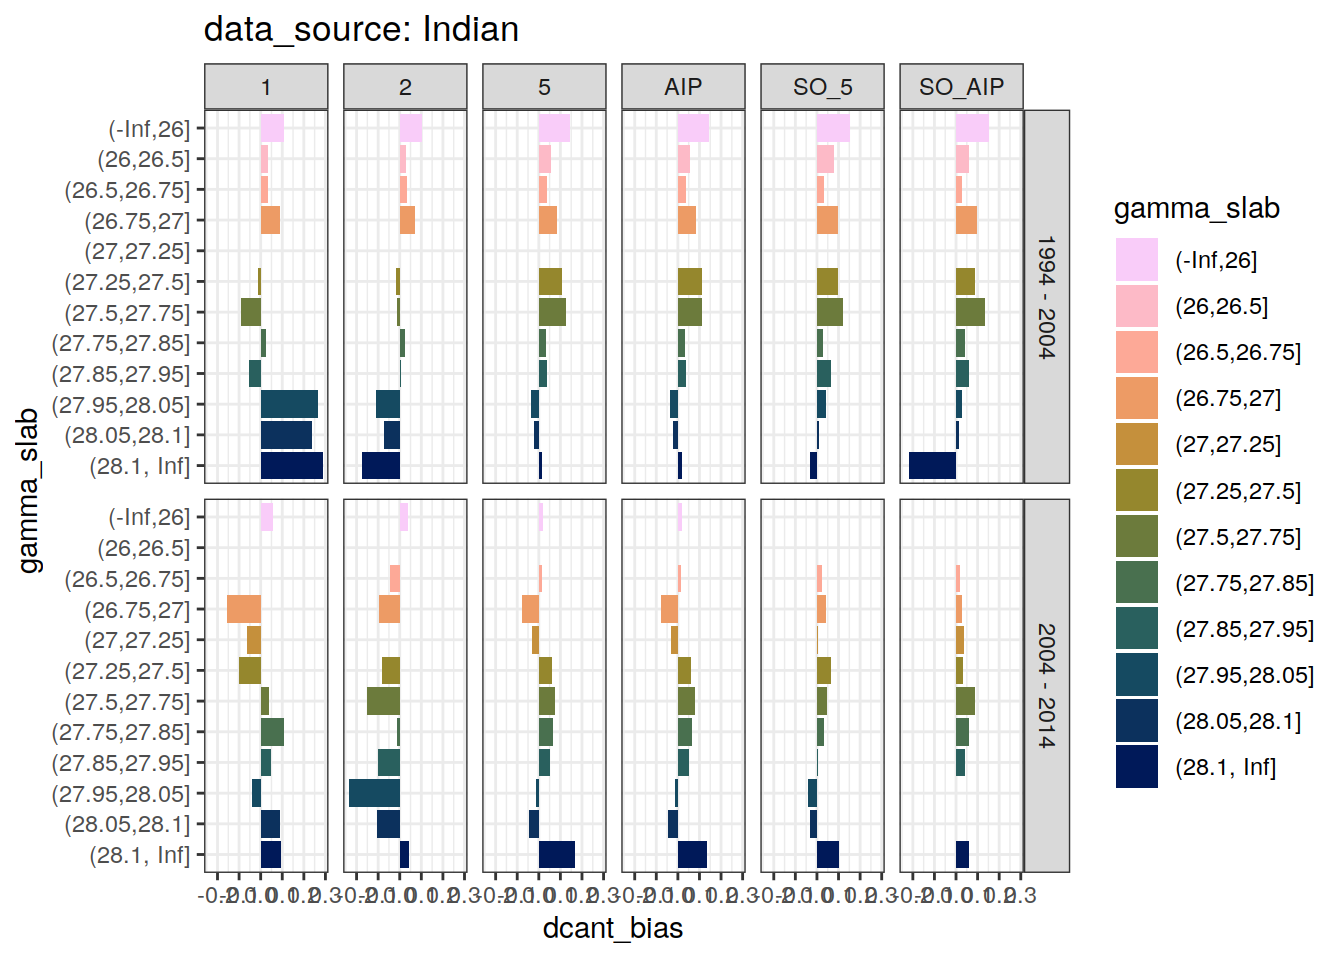 data_source: Indian
1 2 5 AIP SO_5 SO_AIP
(-Inf,26]
(26,26.5]
(26.5,26.75]
(26.75,27]
(27,27.25]
(27.25,27.5]
(27.5,27.75]
(27.75,27.85]
(27.85,27.95]
(27.95,28.05]
(28.05,28.1]
(28.1, Inf]
1994 - 2004
(-Inf,26]
(26,26.5]
(26.5,26.75]
(26.75,27]
(27,27.25]
(27.25,27.5]
(27.5,27.75]
(27.75,27.85]
(27.85,27.95]
(27.95,28.05]
(28.05,28.1]
(28.1, Inf]
2004 - 2014
gamma_slab
dcant_bias
gamma_slab
(-Inf,26]
(26,26.5]
(26.5,26.75]
(26.75,27]
(27,27.25]
(27.25,27.5]
(27.5,27.75]
(27.75,27.85]
(27.85,27.95]
(27.95,28.05]
(28.05,28.1]
(28.1, Inf]